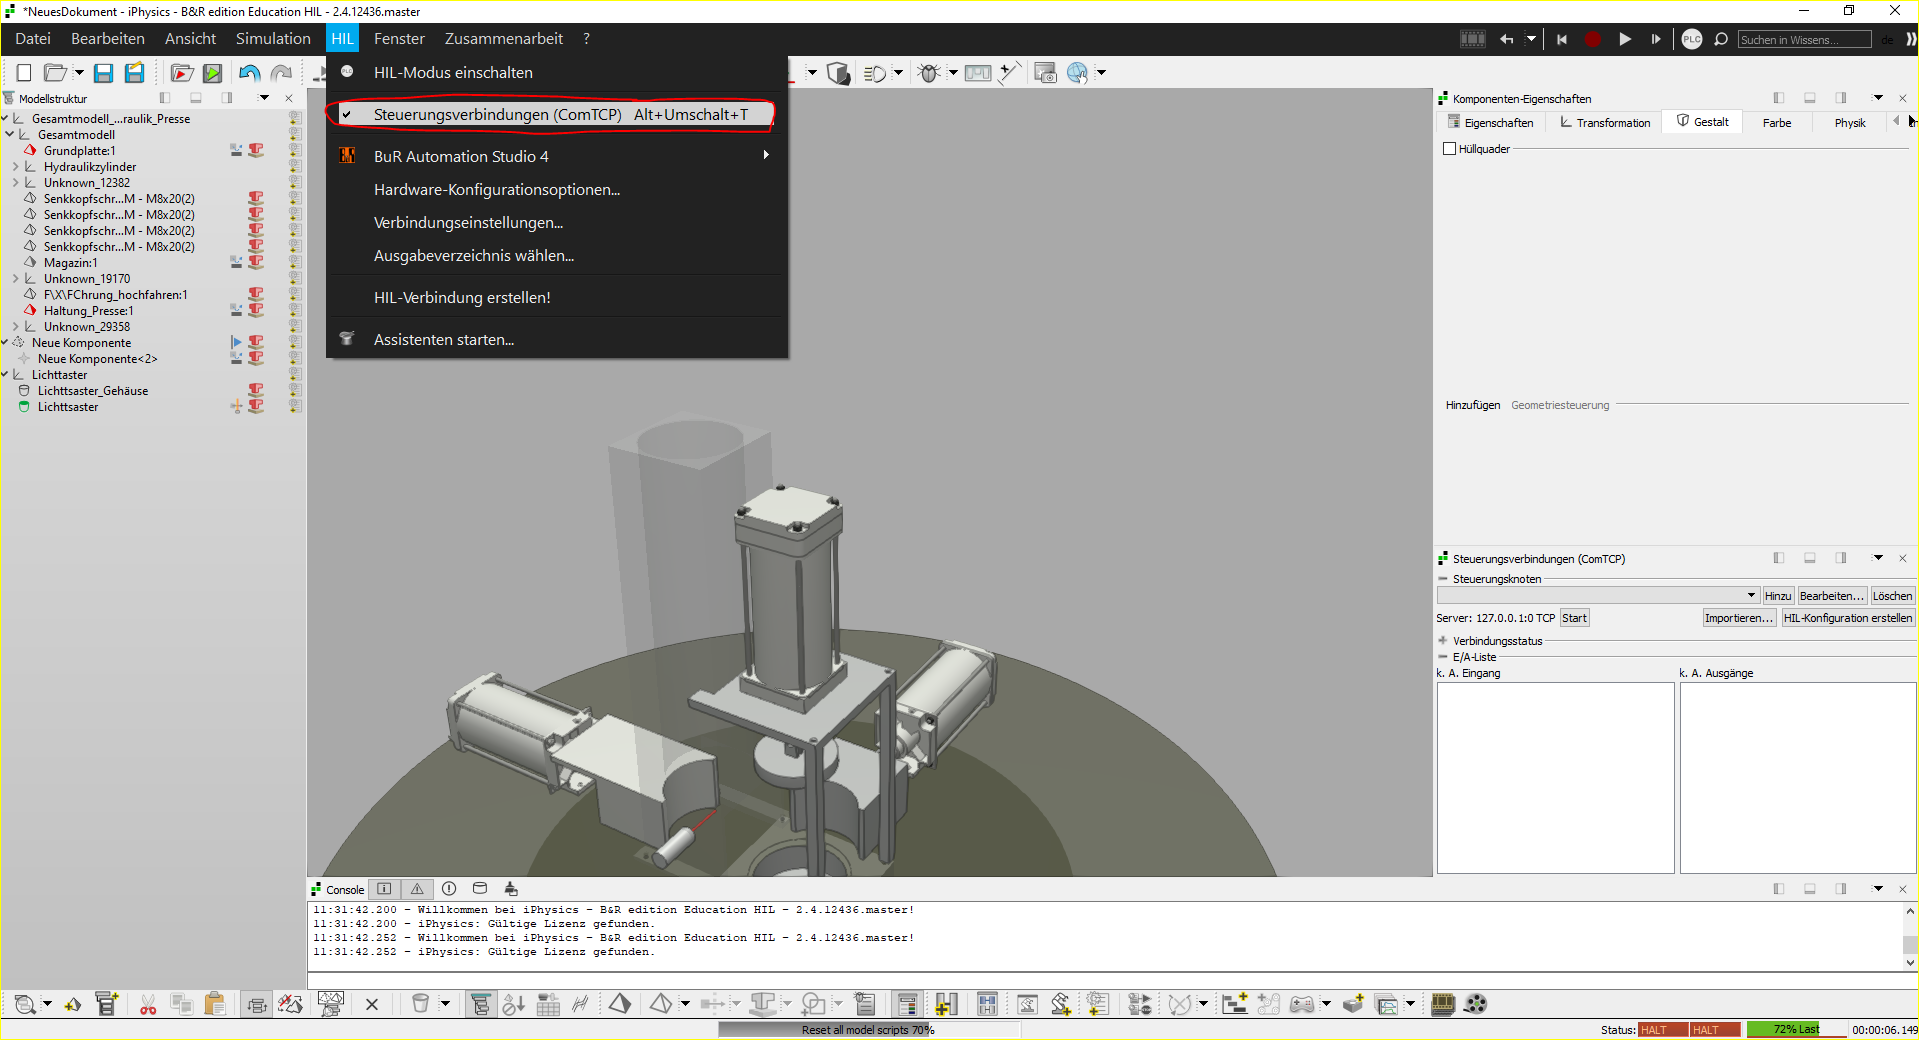 *NeuesDokument - iPhysics - B&R edition Education HIL - 2.4.12436.master
Datei Bearbeiten Ansicht Simulation HIL Fenster Zusammenarbeit ?
PLC Suchen in Wissens... de
HIL-Modus einschalten
Steuerungsverbindungen (ComTCP) Alt+Umschalt+T
BuR Automation Studio 4
Hardware-Konfigurationsoptionen...
Verbindungseinstellungen...
Ausgabeverzeichnis wählen...
HIL-Verbindung erstellen!
Assistenten starten...
Modellstruktur
Gesamtmodell_...raulik_Presse
Gesamtmodell
Grundplatte:1
Hydraulikzylinder
Unknown_12382
Senkkopfschr...M - M8x20(2)
Senkkopfschr...M - M8x20(2)
Senkkopfschr...M - M8x20(2)
Senkkopfschr...M - M8x20(2)
Magazin:1
Unknown_19170
F\X\FChrung_hochfahren:1
Haltung_Presse:1
Unknown_29358
Neue Komponente
Neue Komponente<2>
Lichttaster
Lichttsaster_Gehäuse
Lichttsaster
Komponenten-Eigenschaften
Eigenschaften Transformation Gestalt Farbe Physik
Hüllquader
Hinzufügen Geometriesteuerung
Steuerungsverbindungen (ComTCP)
Steuerungsknoten
Hinzu Bearbeiten... Löschen
Server: 127.0.0.1:0 TCP Start Importieren... HIL-Konfiguration erstellen
Verbindungsstatus
E/A-Liste
k. A. Eingang k. A. Ausgänge
Console
11:31:42.200 - Willkommen bei iPhysics - B&R edition Education HIL - 2.4.12436.master!
11:31:42.200 - iPhysics: Gültige Lizenz gefunden.
11:31:42.252 - Willkommen bei iPhysics - B&R edition Education HIL - 2.4.12436.master!
11:31:42.252 - iPhysics: Gültige Lizenz gefunden.
Reset all model scripts 70%
Status: HALT HALT 72% Last 00:00:06.149